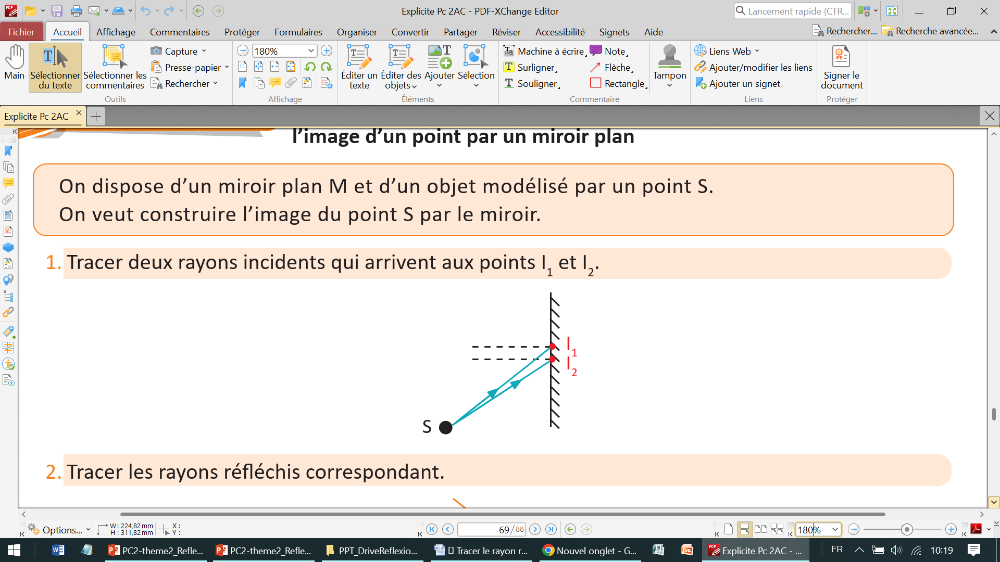 Explicite Pc 2AC - PDF-XChange Editor
Lancement rapide (CTR...
Fichier Accueil Affichage Commentaires Protéger Formulaires Organiser Convertir Partager Réviser Accessibilité Signets Aide Rechercher... Recherche avancée...
Main
Sélectionner du texte
Sélectionner les commentaires
Capture
Presse-papier
Rechercher
Outils
180%
Affichage
Éditer un texte
Éditer des objets
Ajouter
Sélection
Éléments
Machine à écrire
Surligner
Souligner
Note
Flèche
Rectangle
Commentaire
Tampon
Liens Web
Ajouter/modifier les liens
Ajouter un signet
Liens
Signer le document
Protéger
Explicite Pc 2AC
l’image d’un point par un miroir plan
On dispose d’un miroir plan M et d’un objet modélisé par un point S.
On veut construire l’image du point S par le miroir.
1. Tracer deux rayons incidents qui arrivent aux points I1 et I2.
I1
I2
S
2. Tracer les rayons réfléchis correspondant.
Options...
W : 224,82 mm
H : 311,82 mm
X :
Y :
69 / 88
180%
PC2-theme2_Refle...
PC2-theme2_Refle...
PPT_DriveReflexio...
Tracer le rayon r...
Nouvel onglet - G...
Explicite Pc 2AC - ...
FR
10:19